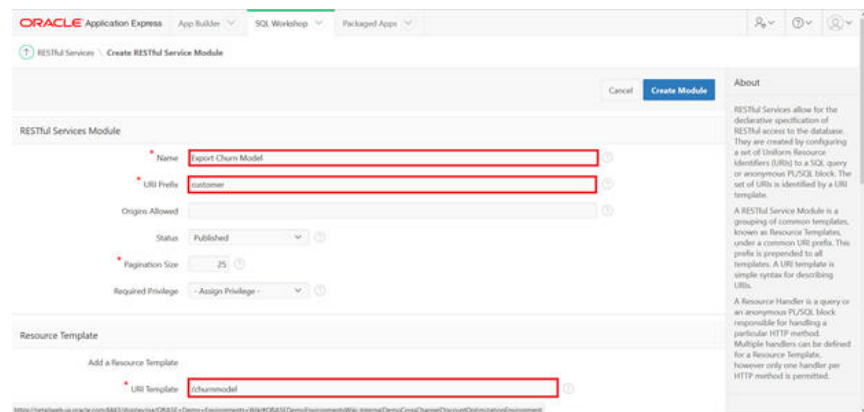 ORACLE Application Express App Builder SQL Workshop Packaged Apps
RESTful Services \ Create RESTful Service Module
Cancel Create Module
About
RESTful Services allow for the
declarative specification of
RESTful access to the database.
They are created by configuring
a set of Uniform Resource
Identifiers (URIs) to a SQL query
or anonymous PL/SQL block. The
set of URIs is identified by a URI
template.
A RESTful Service Module is a
grouping of common templates,
known as Resource Templates,
under a common URI prefix. This
prefix is prepended to all
templates. A URI template is
simple syntax for describing
URIs.
A Resource Handler is a query or
an anonymous PL/SQL block
responsible for handling a
particular HTTP method.
Multiple handlers can be defined
for a Resource Template,
however only one handler per
HTTP method is permitted.
RESTful Services Module
* Name Export Churn Model
* URI Prefix customer
Origins Allowed
Status Published
* Pagination Size 25
Required Privilege - Assign Privilege -
Resource Template
Add a Resource Template
* URI Template /churnmodel